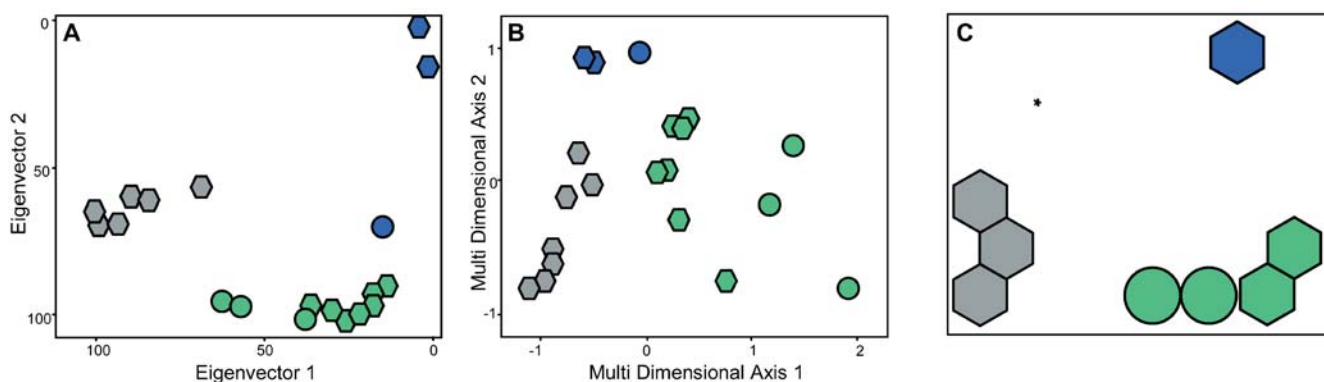 A
0
50
100
Eigenvector 2
100
50
0
Eigenvector 1
B
1
0
-1
Multi Dimensional Axis 2
-1
0
1
2
Multi Dimensional Axis 1
C
*